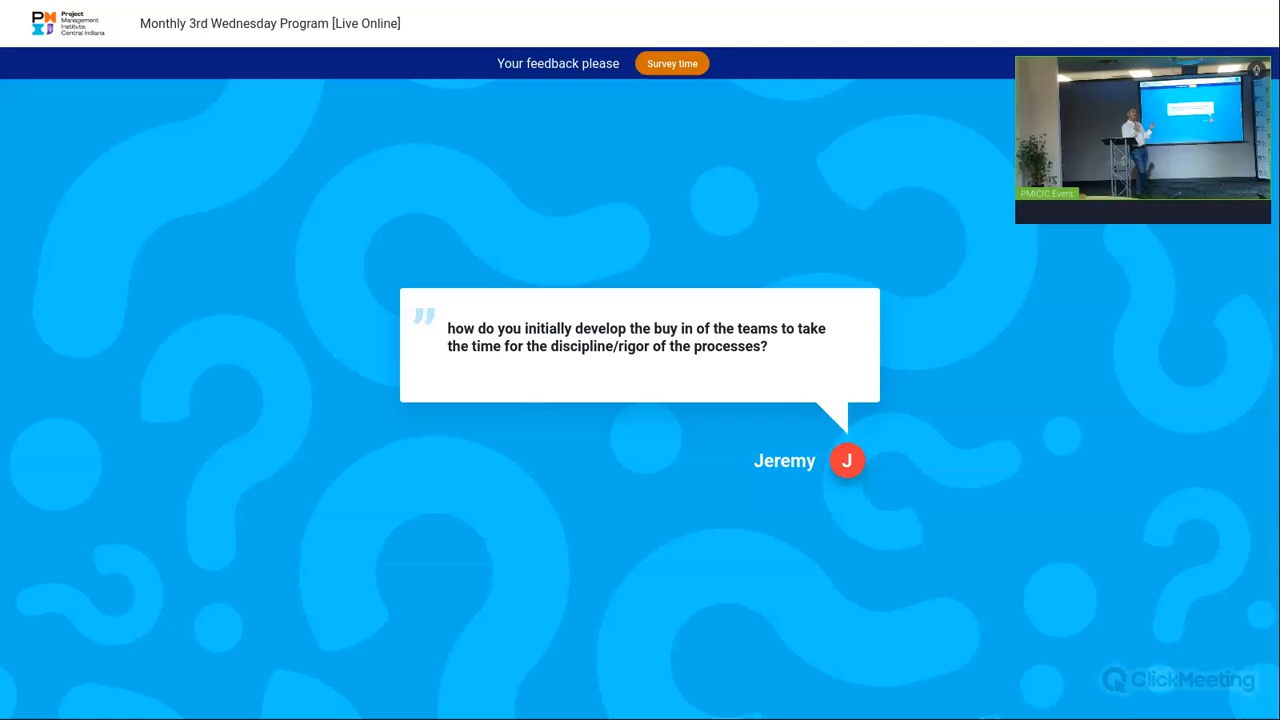 Project
Management
Institute.
Central Indiana
Monthly 3rd Wednesday Program [Live Online]
Your feedback please
Survey time
PMICIC Event
"
how do you initially develop the buy in of the teams to take
the time for the discipline/rigor of the processes?
Jeremy
J
ClickMeeting